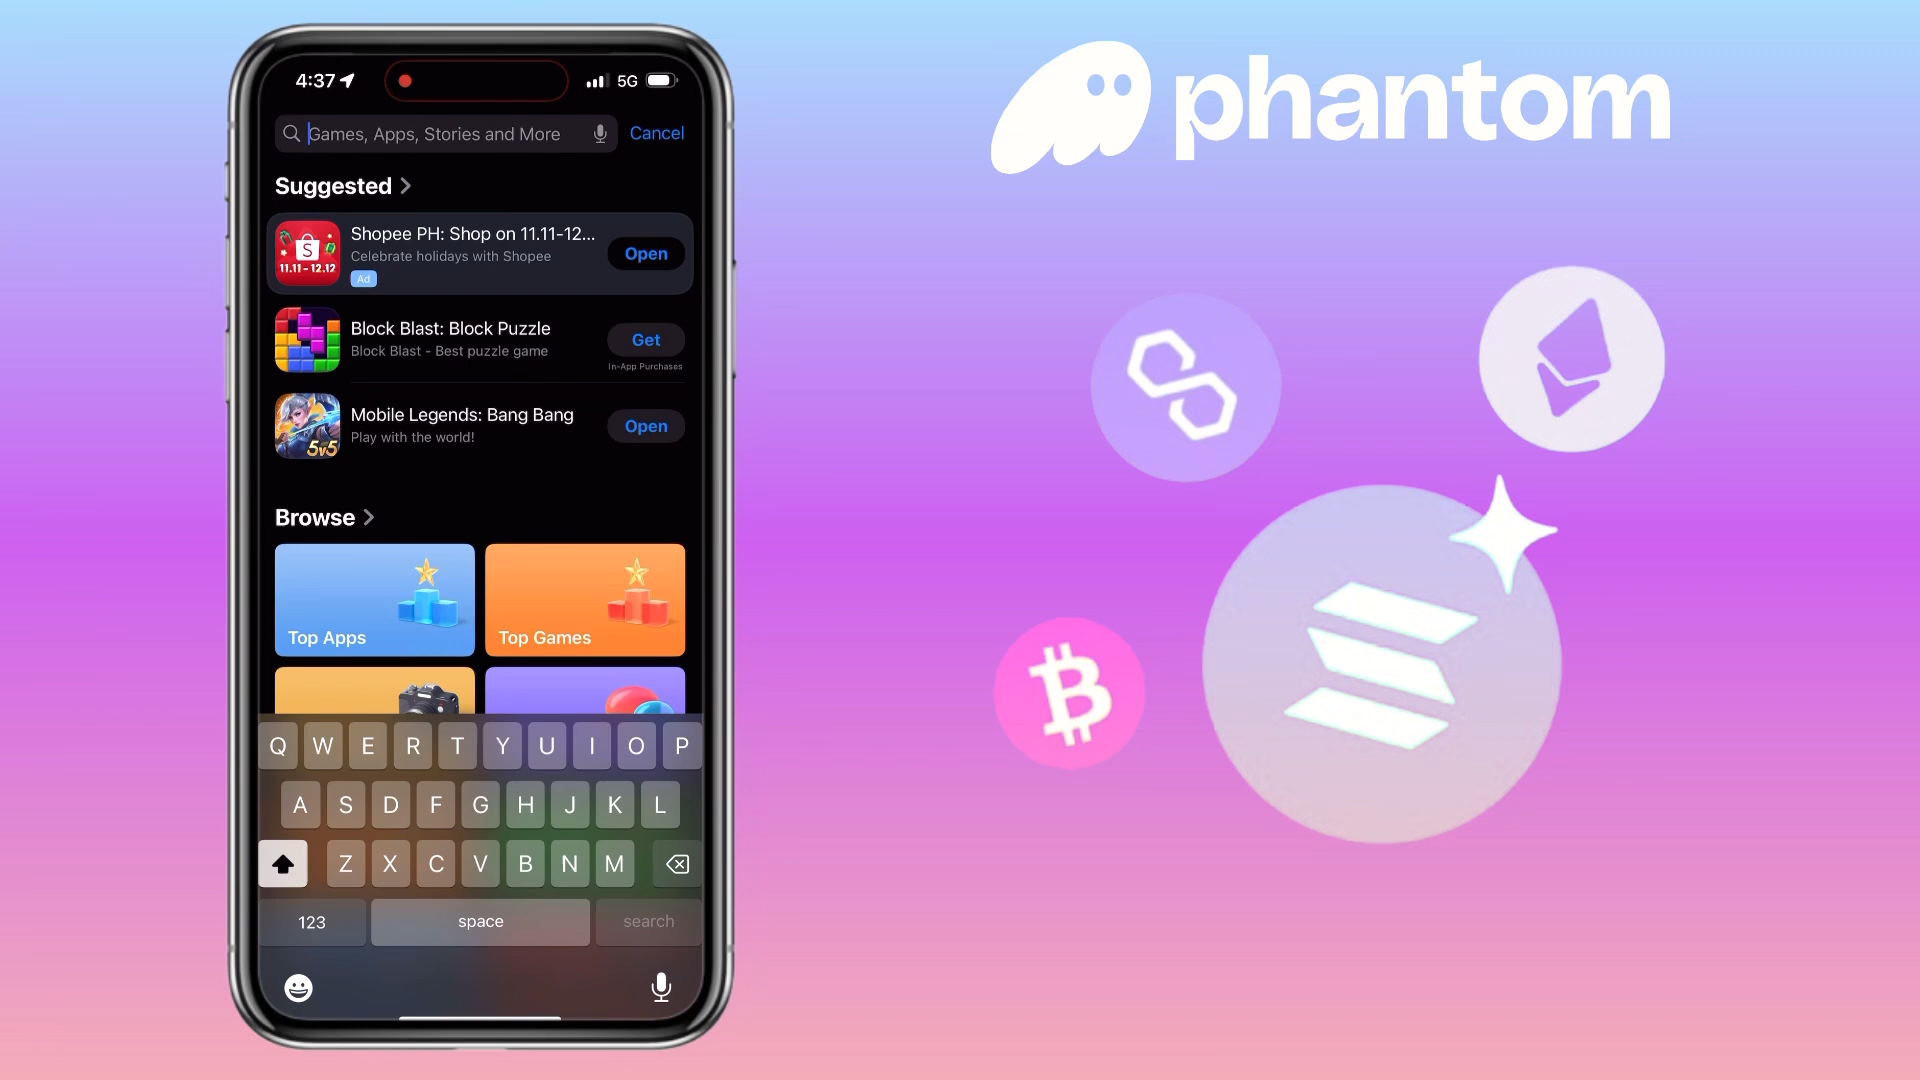 4:37
5G
Games, Apps, Stories and More
Cancel
Suggested
S
11.11-12.12
Shopee PH: Shop on 11.11-12...
Celebrate holidays with Shopee
Ad
Open
Block Blast: Block Puzzle
Block Blast - Best puzzle game
Get
In-App Purchases
5v5
Mobile Legends: Bang Bang
Play with the world!
Open
Browse
Top Apps
Top Games
Q W E R T Y U I O P
A S D F G H J K L
Z X C V B N M
123
space
search
phantom